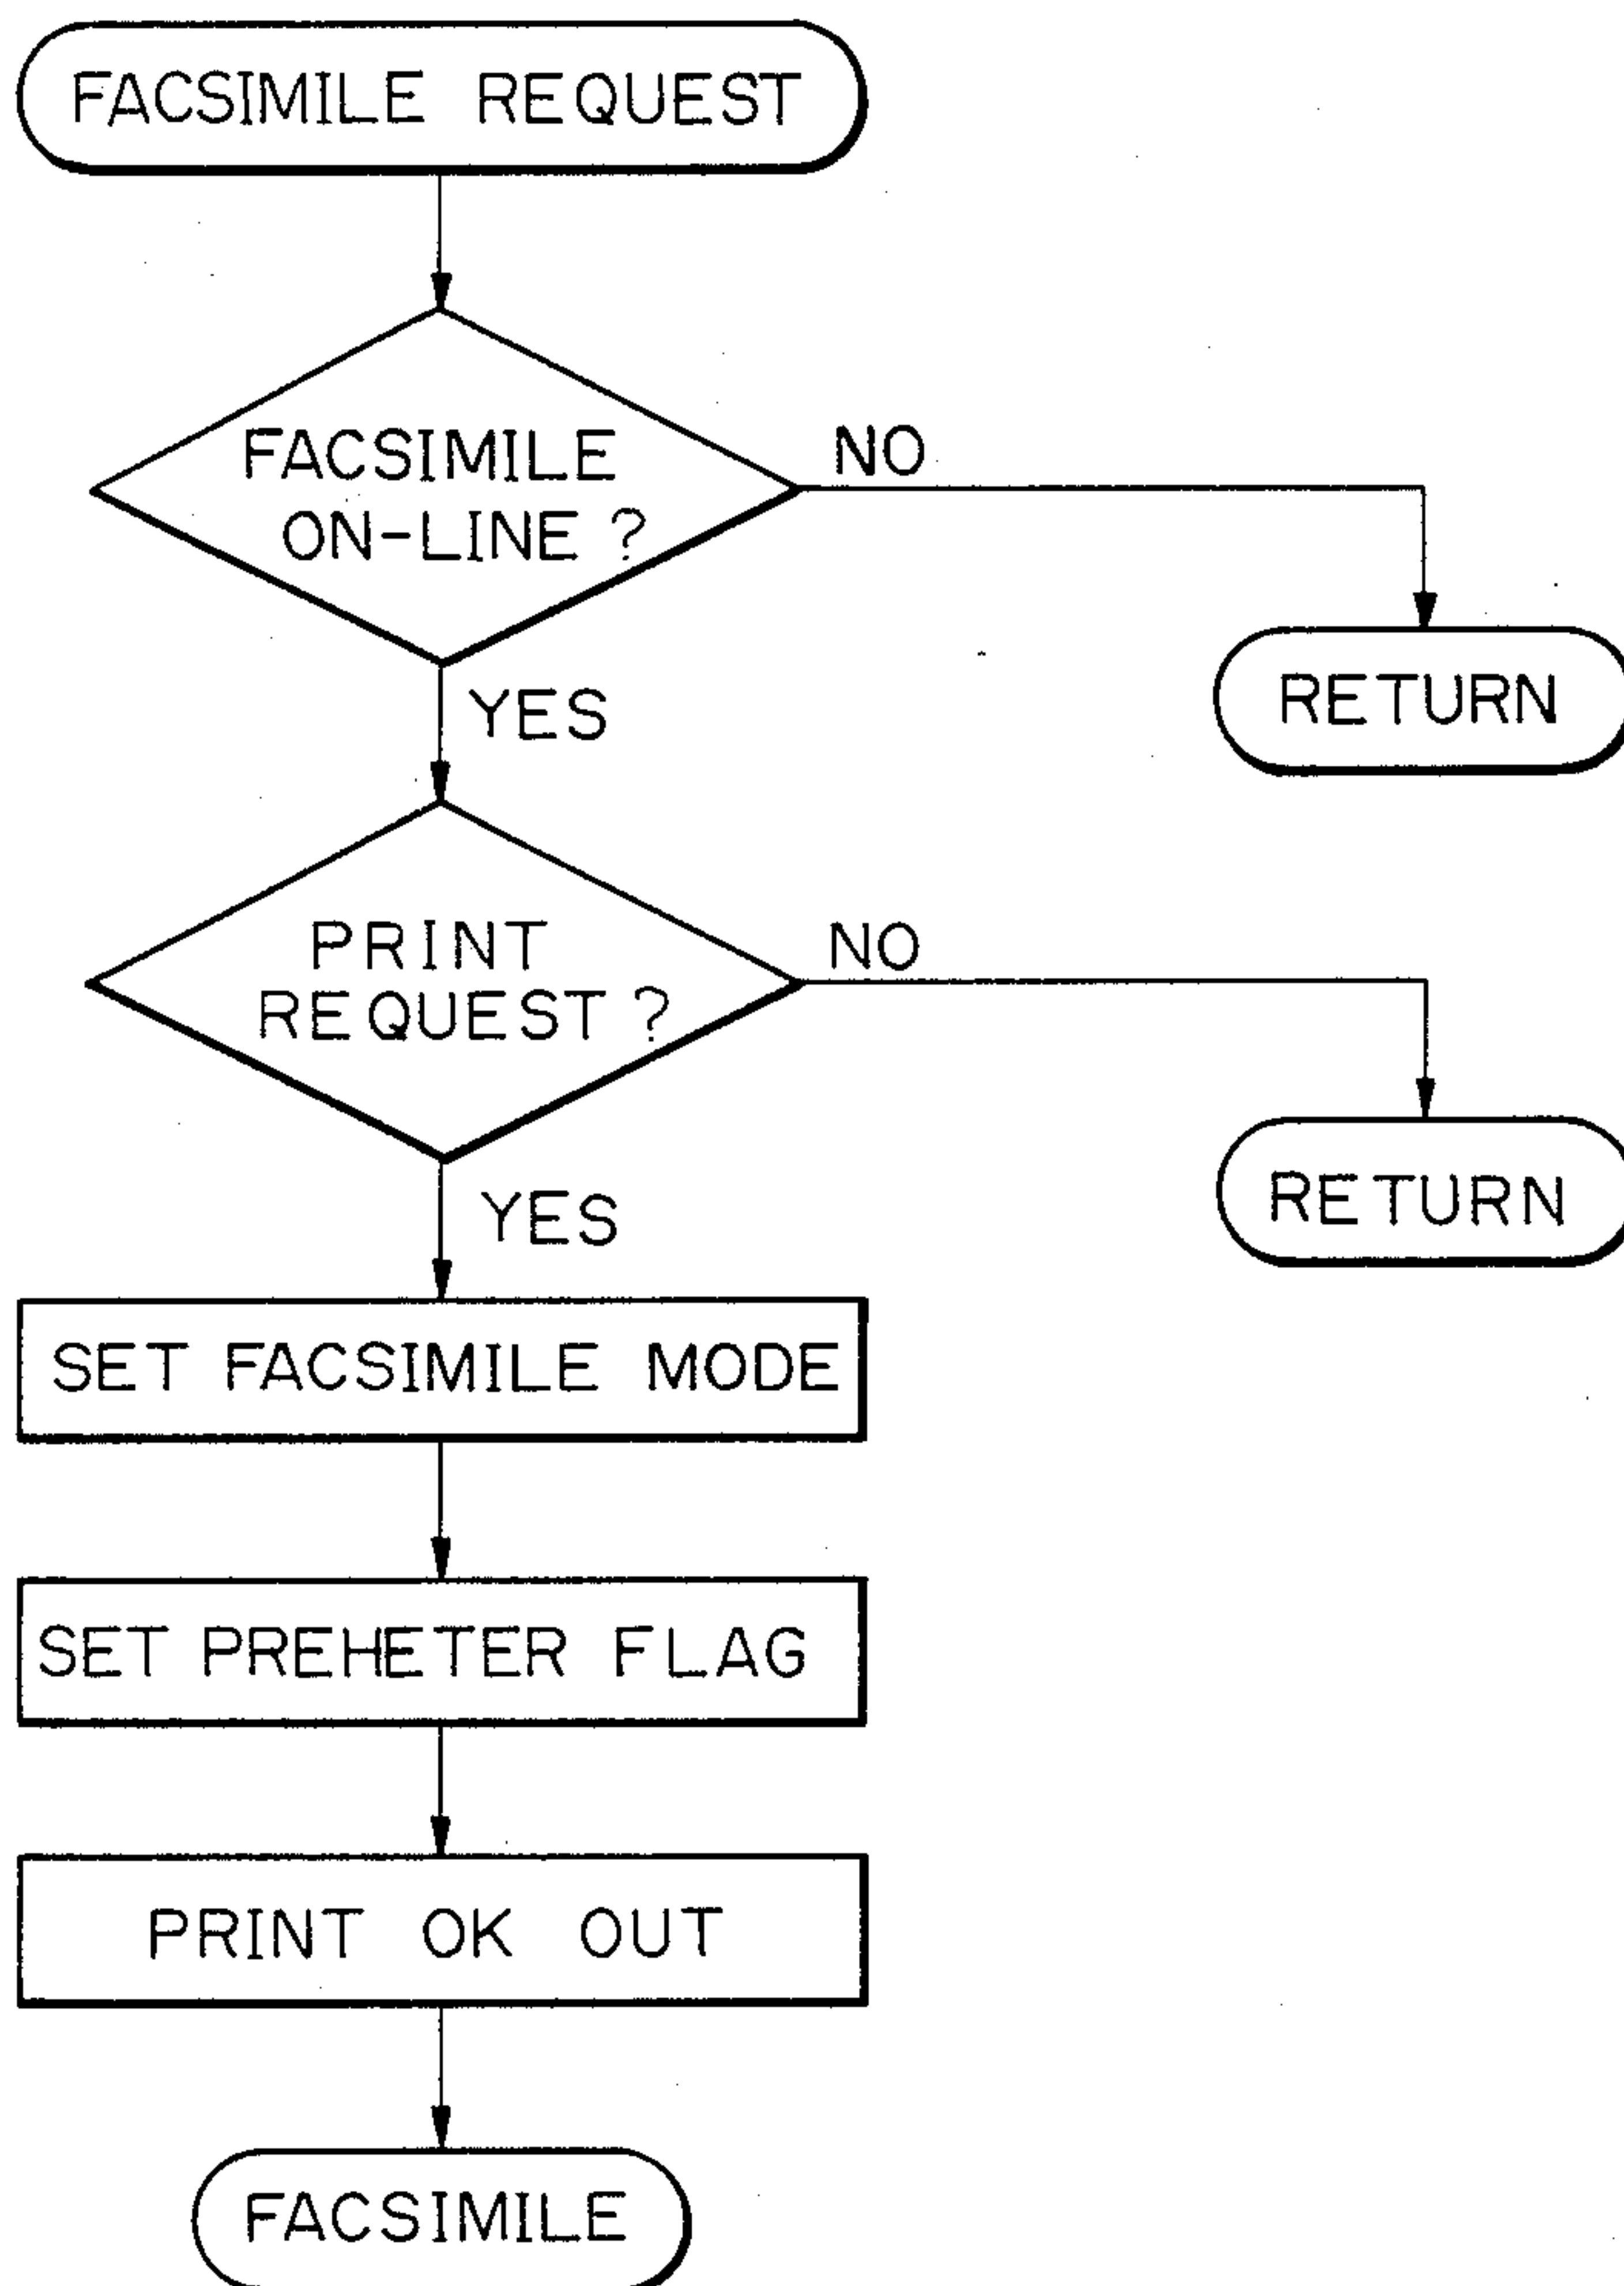 FACSIMILE REQUEST
FACSIMILE
ON-LINE ?
NO
RETURN
YES
PRINT
REQUEST ?
NO
RETURN
YES
SET FACSIMILE MODE
SET PREHETER FLAG
PRINT OK OUT
FACSIMILE